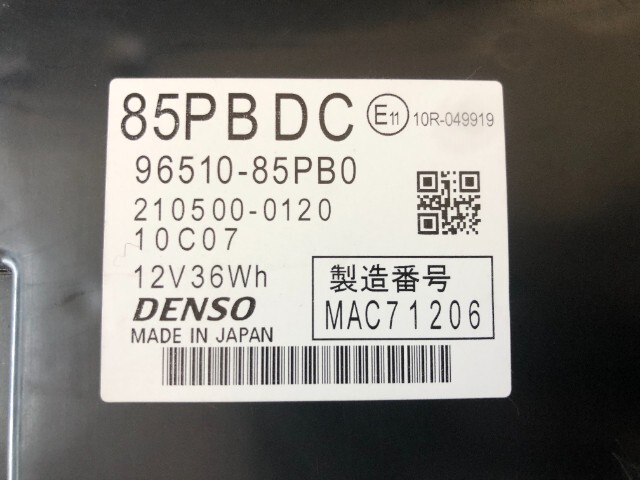 85PBDC E11 10R-049919
96510-85PB0
210500-0120
10C07
12V36Wh
DENSO
MADE IN JAPAN
製造番号
MAC71206